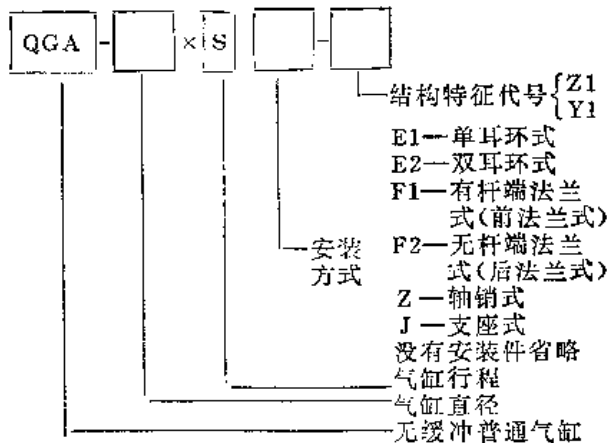 QGA - × S -
结构特征代号{Z1
Y1
E1—单耳环式
E2—双耳环式
F1—有杆端法兰
式(前法兰式)
安装
方式
F2—无杆端法兰
式(后法兰式)
Z—轴销式
J—支座式
没有安装件省略
气缸行程
气缸直径
无缓冲普通气缸